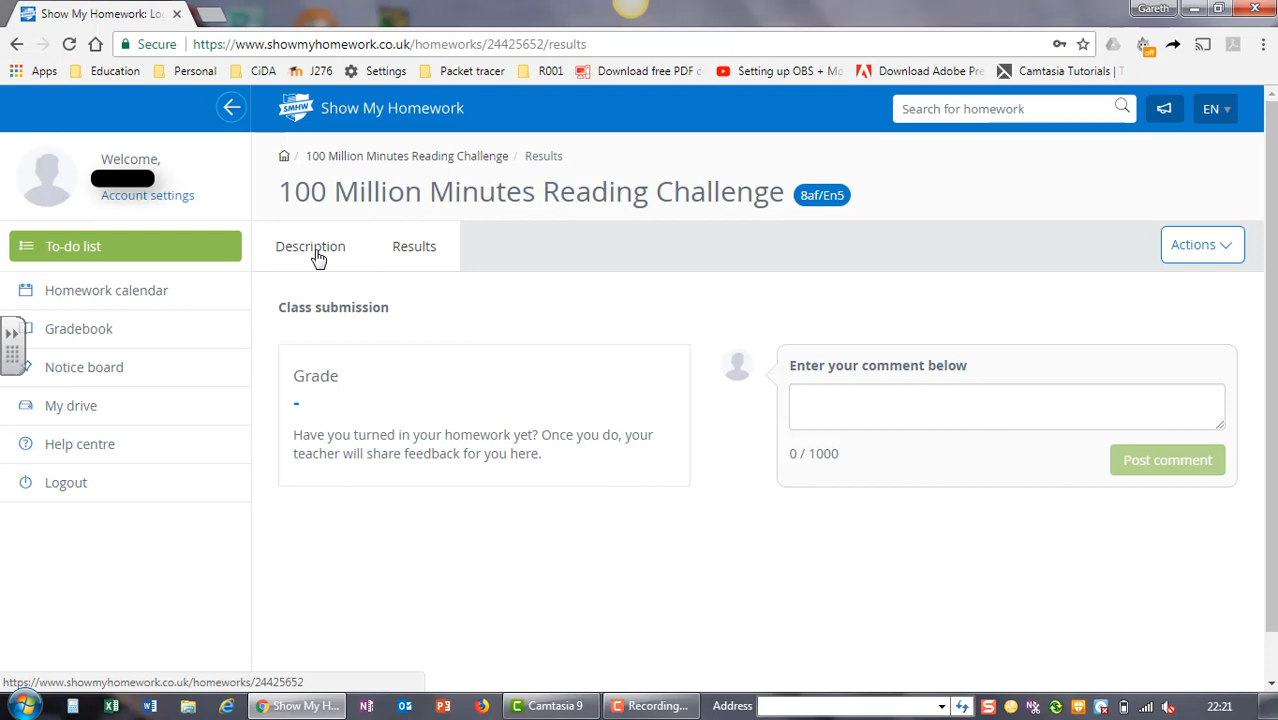 Show My Homework: Lo
Gareth
Secure
https://www.showmyhomework.co.uk/homeworks/24425652/results
off
Apps
Education
Personal
CiDA
J276
Settings
Packet tracer
R001
Download free PDF c
Setting up OBS + Mo
Download Adobe Pre
Camtasia Tutorials | T
SMHW
Show My Homework
Search for homework
EN
Welcome,
Account settings
100 Million Minutes Reading Challenge / Results
100 Million Minutes Reading Challenge
8af/En5
To-do list
Description
Results
Actions
Homework calendar
Gradebook
Notice board
My drive
Help centre
Logout
Class submission
Grade
-
Have you turned in your homework yet? Once you do, your
teacher will share feedback for you here.
Enter your comment below
0 / 1000
Post comment
https://www.showmyhomework.co.uk/homeworks/24425652
Show My H...
Camtasia 9
Recording...
Address
22:21